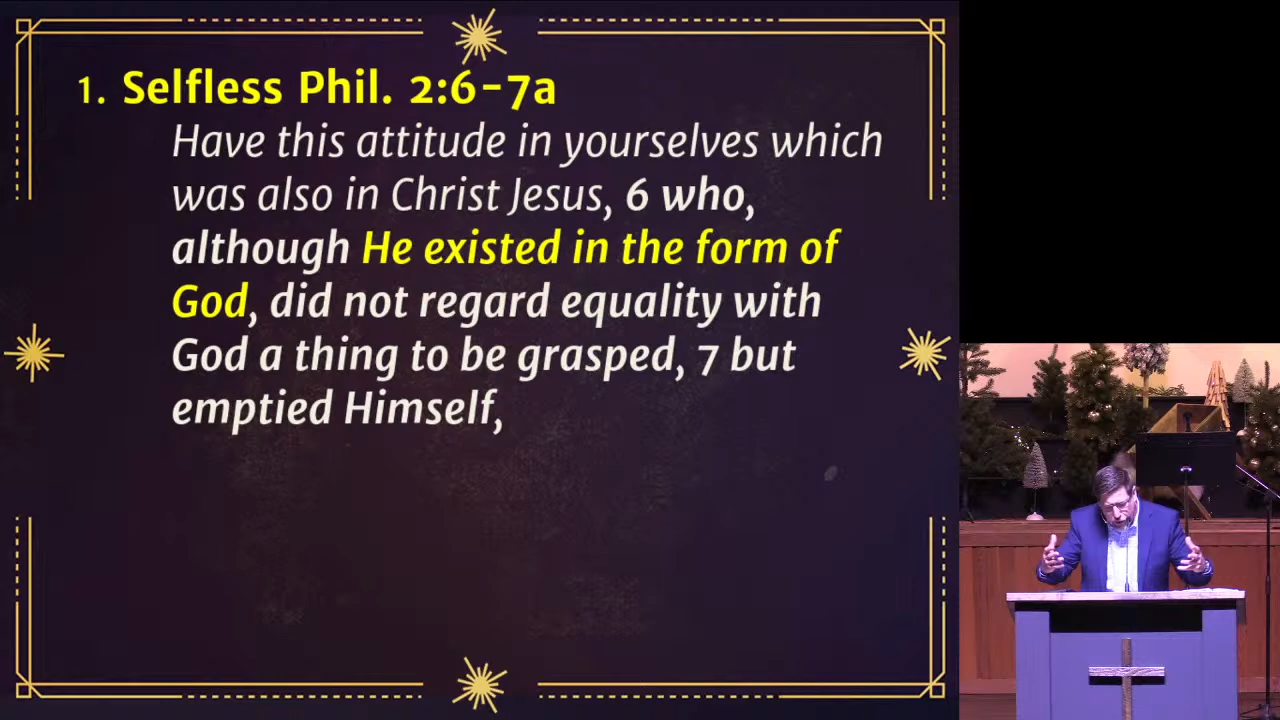 1. Selfless Phil. 2:6-7a
Have this attitude in yourselves which
was also in Christ Jesus, 6 who,
although He existed in the form of
God, did not regard equality with
God a thing to be grasped, 7 but
emptied Himself,